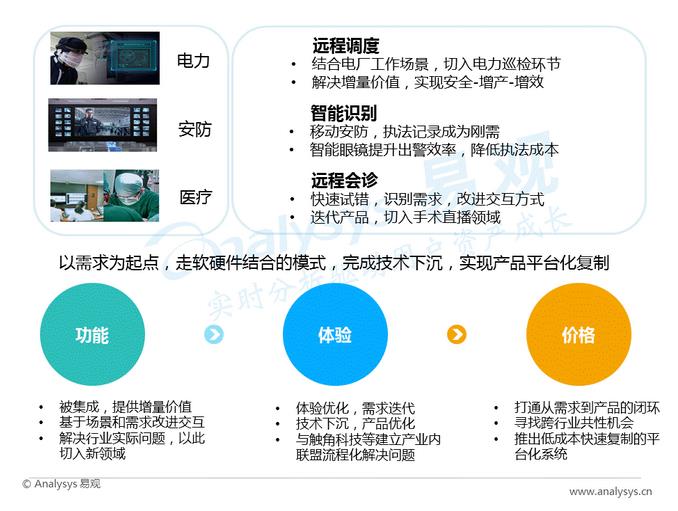 电力
远程调度
• 结合电厂工作场景，切入电力巡检环节
• 解决增量价值，实现安全-增产-增效
安防
智能识别
• 移动安防，执法记录成为刚需
• 智能眼镜提升出警效率，降低执法成本
医疗
远程会诊
• 快速试错，识别需求，改进交互方式
• 迭代产品，切入手术直播领域
Analysys 易观
实时分析驱动用户资产成长
以需求为起点，走软硬件结合的模式，完成技术下沉，实现产品平台化复制
功能
体验
价格
• 被集成，提供增量价值
• 基于场景和需求改进交互
• 解决行业实际问题，以此
切入新领域
• 体验优化，需求迭代
• 技术下沉，产品优化
• 与触角科技等建立产业内
联盟流程化解决问题
• 打通从需求到产品的闭环
• 寻找跨行业共性机会
• 推出低成本快速复制的平
台化系统
© Analysys 易观
www.analysys.cn